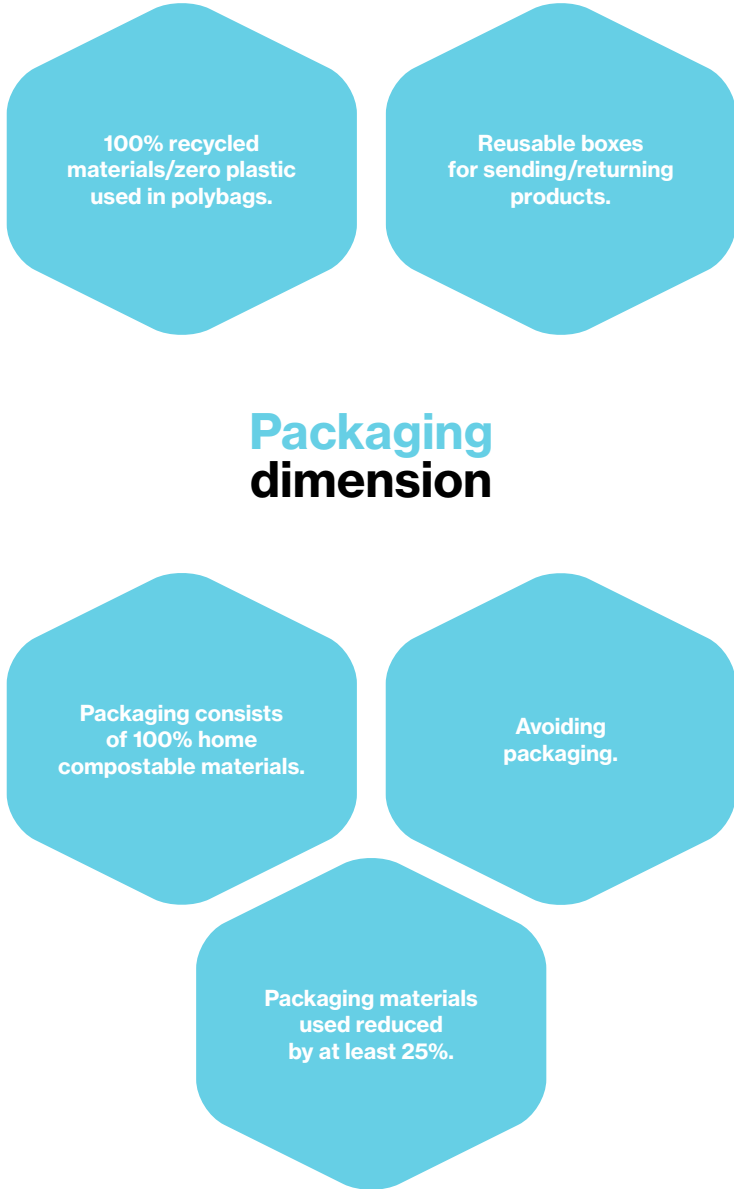 100% recycled
materials/zero plastic
used in polybags.
Reusable boxes
for sending/returning
products.
Packaging
dimension
Packaging consists
of 100% home
compostable materials.
Avoiding
packaging.
Packaging materials
used reduced
by at least 25%.